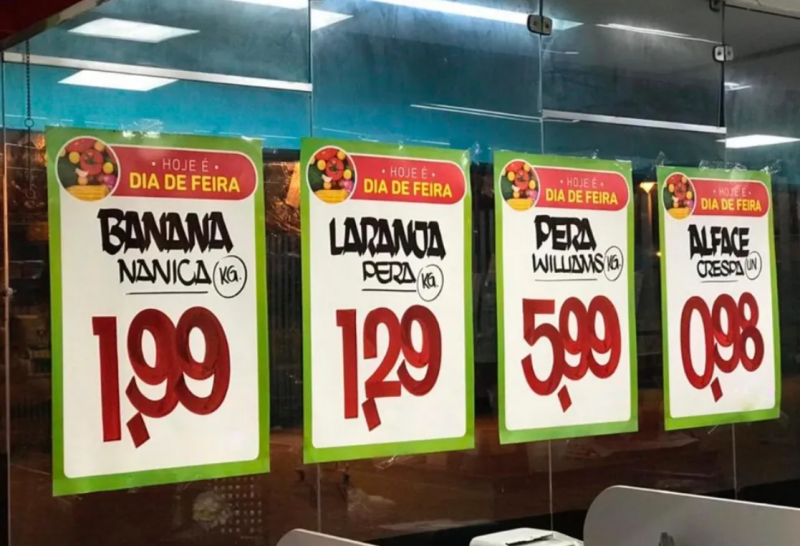 HOJE É
DIA DE FEIRA
BANANA
NANICA KG.
1,99
HOJE É
DIA DE FEIRA
LARANJA
PERA KG.
1,29
HOJE É
DIA DE FEIRA
PERA
WILLIAMS KG.
5,99
HOJE É
DIA DE FEIRA
ALFACE
CRESPA UN
0,98